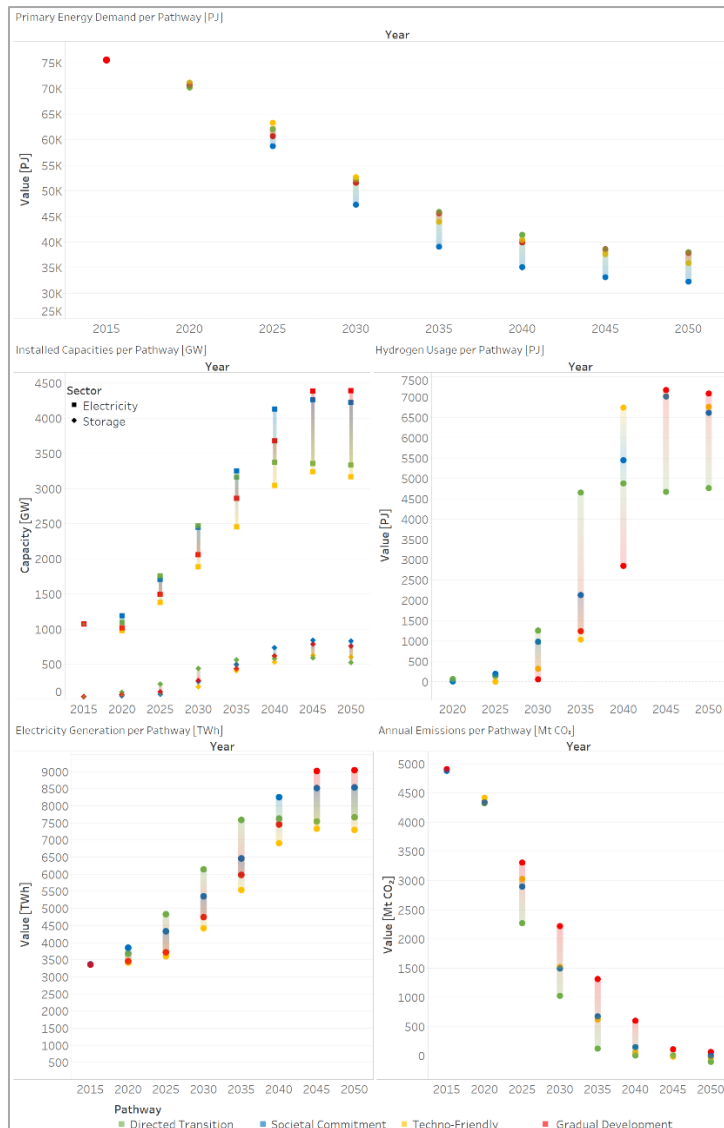 Primary Energy Demand per Pathway [PJ]
Year
Value [PJ]
75K
70K
65K
60K
55K
50K
45K
40K
35K
30K
25K
2015 2020 2025 2030 2035 2040 2045 2050
Installed Capacities per Pathway [GW]
Year
Sector
Electricity
Storage
Capacity [GW]
4500
4000
3500
3000
2500
2000
1500
1000
500
0
2015 2020 2025 2030 2035 2040 2045 2050
Hydrogen Usage per Pathway [PJ]
Year
Value [PJ]
7500
7000
6500
6000
5500
5000
4500
4000
3500
3000
2500
2000
1500
1000
500
0
2020 2025 2030 2035 2040 2045 2050
Electricity Generation per Pathway [TWh]
Year
Value [TWh]
9000
8500
8000
7500
7000
6500
6000
5500
5000
4500
4000
3500
3000
2500
2000
1500
1000
500
2015 2020 2025 2030 2035 2040 2045 2050
Annual Emissions per Pathway [Mt CO₂]
Year
Value [Mt CO₂]
5000
4500
4000
3500
3000
2500
2000
1500
1000
500
0
2015 2020 2025 2030 2035 2040 2045 2050
Pathway
Directed Transition Societal Commitment Techno-Friendly Gradual Development